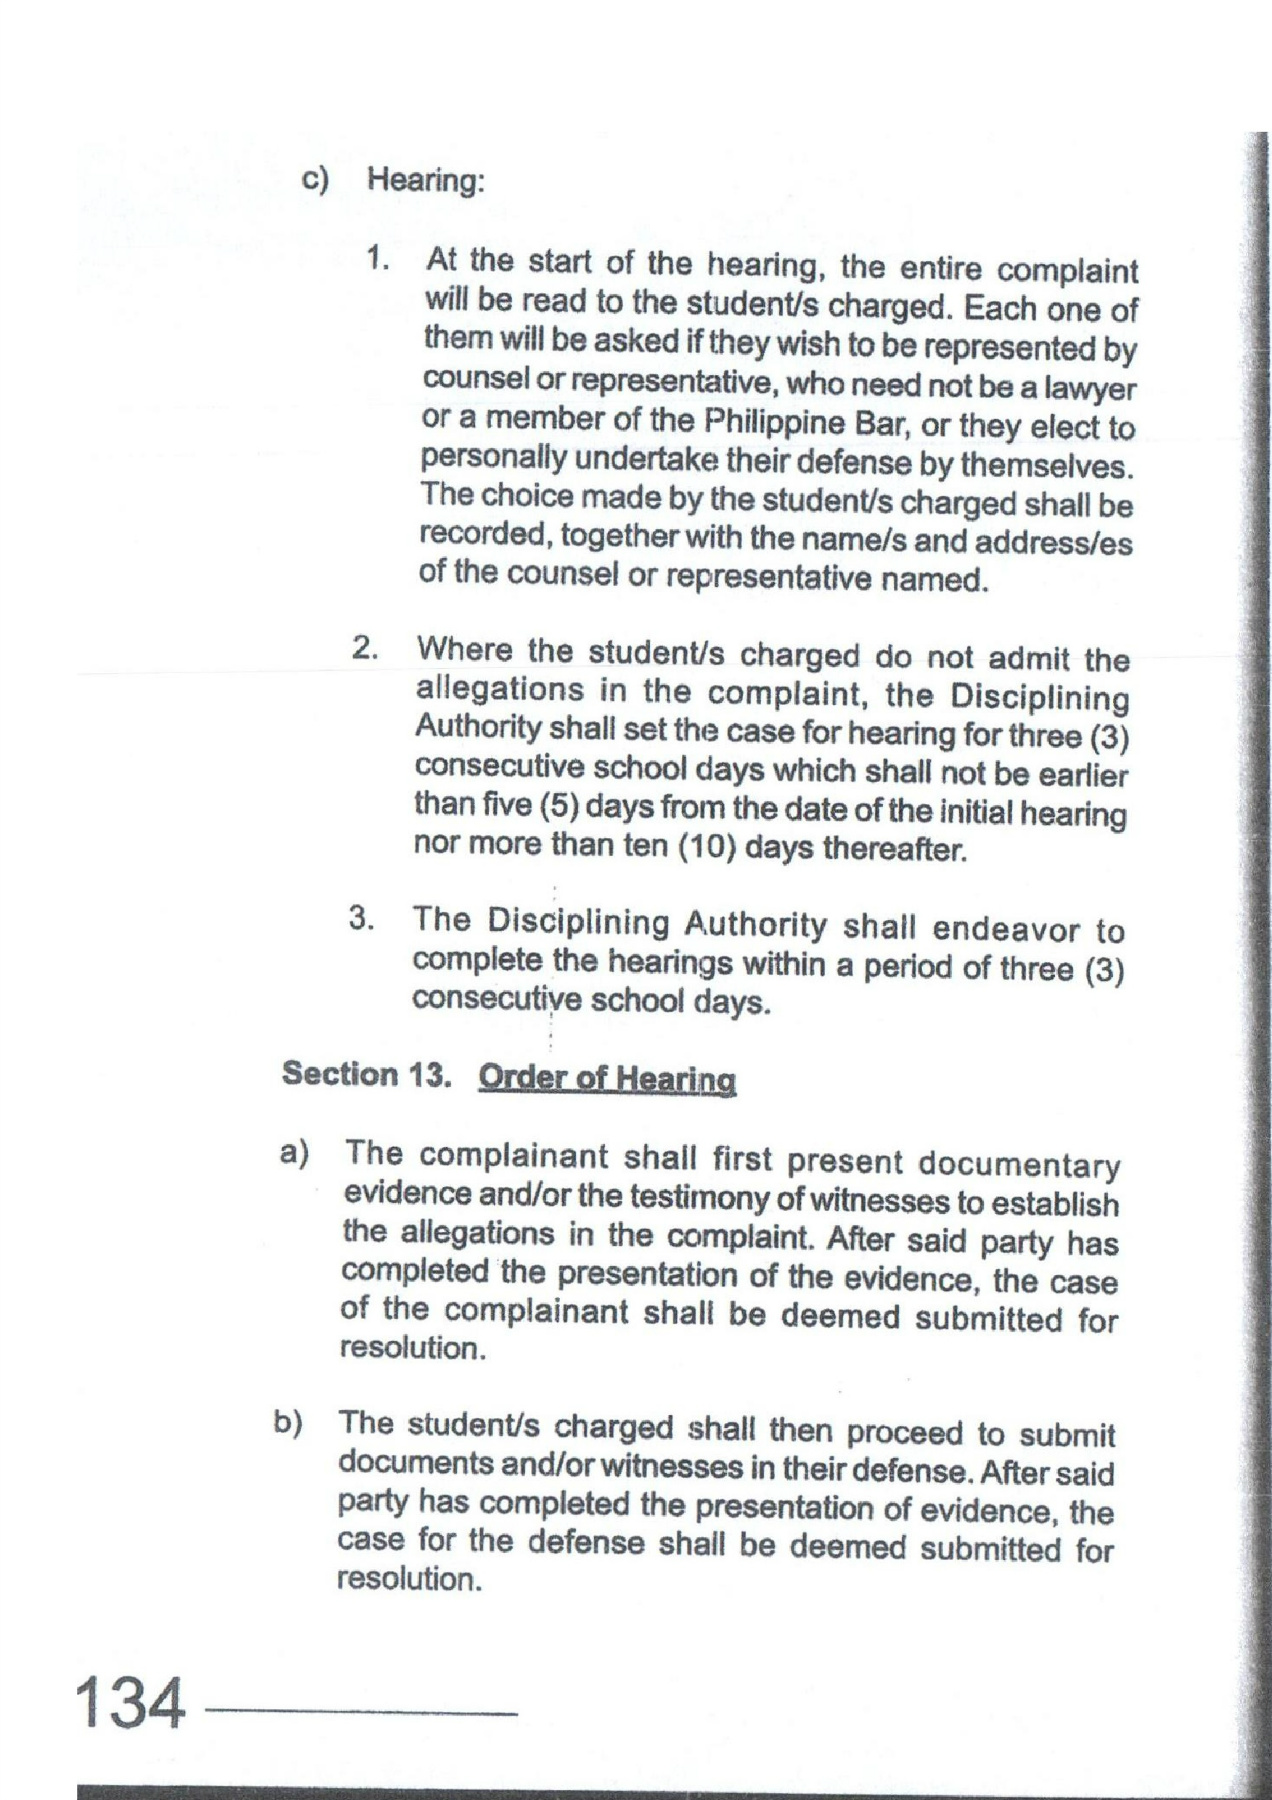 c) Hearing:
1. At the start of the hearing, the entire complaint
will be read to the student/s charged. Each one of
them will be asked if they wish to be represented by
counsel or representative, who need not be a lawyer
or a member of the Philippine Bar, or they elect to
personally undertake their defense by themselves.
The choice made by the student/s charged shall be
recorded, together with the name/s and address/es
of the counsel or representative named.
2. Where the student/s charged do not admit the
allegations in the complaint, the Disciplining
Authority shall set the case for hearing for three (3)
consecutive school days which shall not be earlier
than five (5) days from the date of the initial hearing
nor more than ten (10) days thereafter.
3. The Disciplining Authority shall endeavor to
complete the hearings within a period of three (3)
consecutive school days.
Section 13. Order of Hearing
a) The complainant shall first present documentary
evidence and/or the testimony of witnesses to establish
the allegations in the complaint. After said party has
completed the presentation of the evidence, the case
of the complainant shall be deemed submitted for
resolution.
b) The student/s charged shall then proceed to submit
documents and/or witnesses in their defense. After said
party has completed the presentation of evidence, the
case for the defense shall be deemed submitted for
resolution.
134